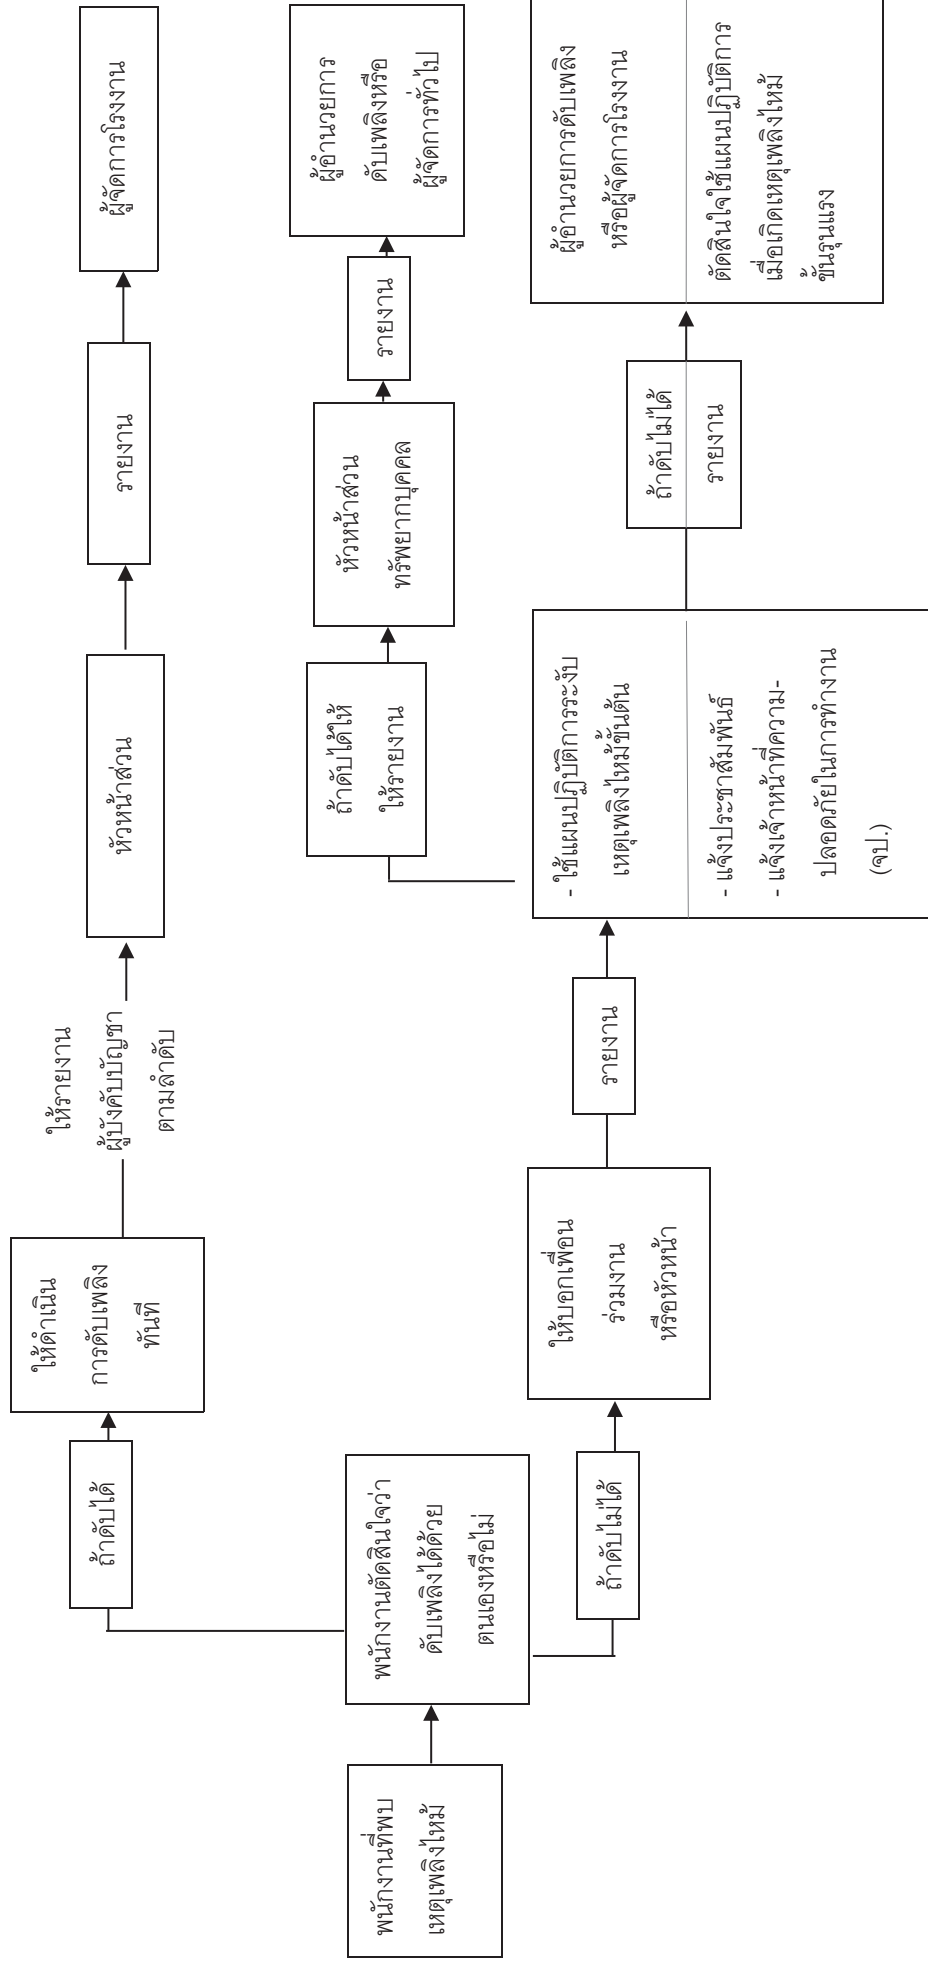 พนักงานที่พบ
เหตุเพลิงไหม้
พนักงานตัดสินใจว่า
ดับเพลิงได้ด้วย
ตนเองหรือไม่
ถ้าดับได้
ให้ดำเนิน
การดับเพลิง
ทันที
ให้รายงาน
ผู้บังคับบัญชา
ตามลำดับ
หัวหน้าส่วน
รายงาน
ผู้จัดการโรงงาน
ถ้าดับไม่ได้
ให้บอกเพื่อน
ร่วมงาน
หรือหัวหน้า
รายงาน
- ใช้แผนปฏิบัติการระงับ
เหตุเพลิงไหม้ขั้นต้น
- แจ้งประชาสัมพันธ์
- แจ้งเจ้าหน้าที่ความ-
ปลอดภัยในการทำงาน
(จป.)
ถ้าดับได้ให้
ให้รายงาน
หัวหน้าส่วน
ทรัพยากบุคคล
รายงาน
ผู้อำนวยการ
ดับเพลิงหรือ
ผู้จัดการทั่วไป
ถ้าดับไม่ได้
รายงาน
ผู้อำนวยการดับเพลิง
หรือผู้จัดการโรงงาน
ตัดสินใจใช้แผนปฏิบัติการ
เมื่อเกิดเหตุเพลิงไหม้
ขั้นรุนแรง